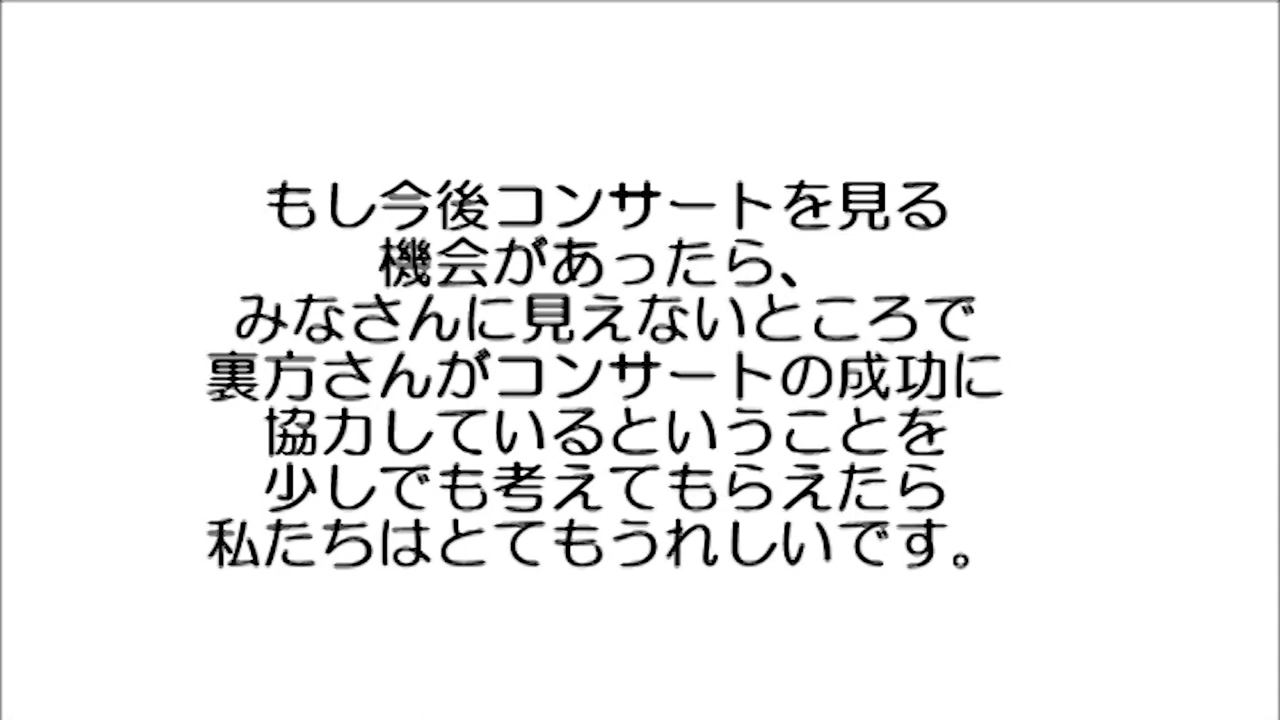 もし今後コンサートを見る
機会があったら、
みなさんに見えないところで
裏方さんがコンサートの成功に
協力しているということを
少しでも考えてもらえたら
私たちはとてもうれしいです。